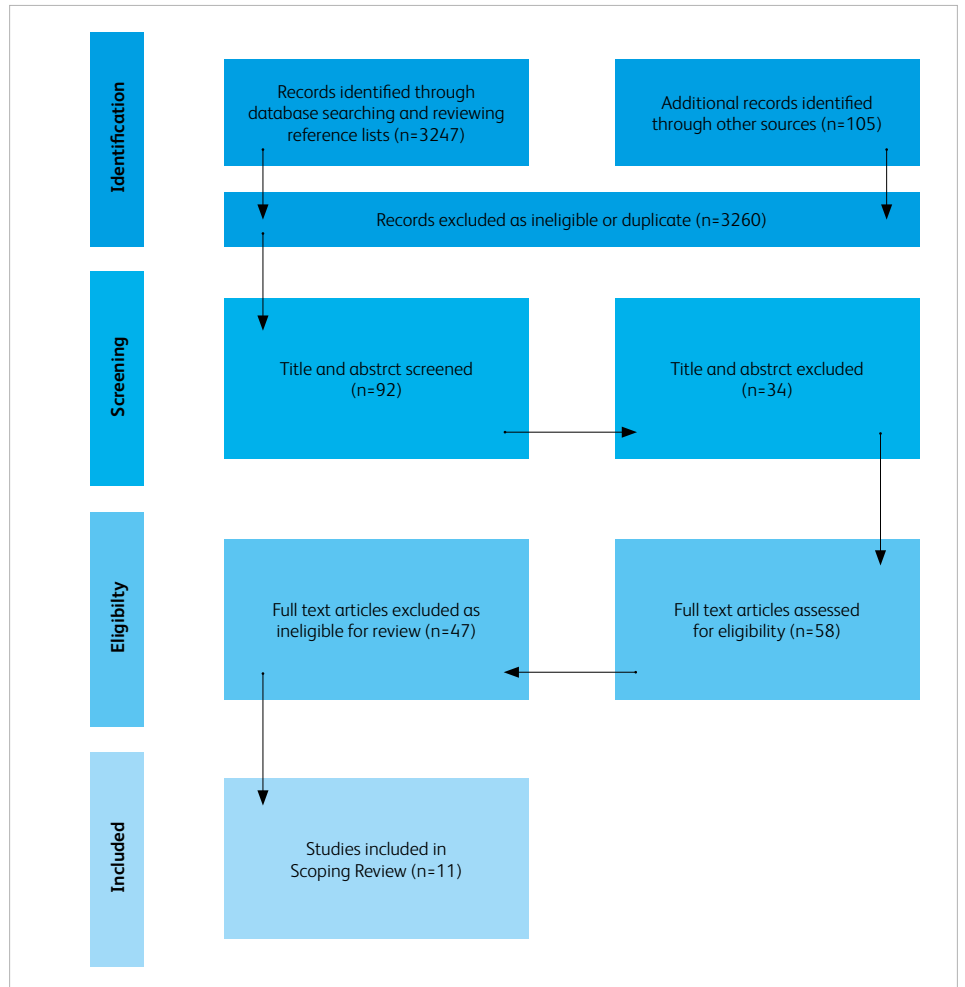 Identification
Records identified through
database searching and reviewing
reference lists (n=3247)
Additional records identified
through other sources (n=105)
Records excluded as ineligible or duplicate (n=3260)
Screening
Title and abstrct screened
(n=92)
Title and abstrct excluded
(n=34)
Eligibilty
Full text articles excluded as
ineligible for review (n=47)
Full text articles assessed
for eligibility (n=58)
Included
Studies included in
Scoping Review (n=11)